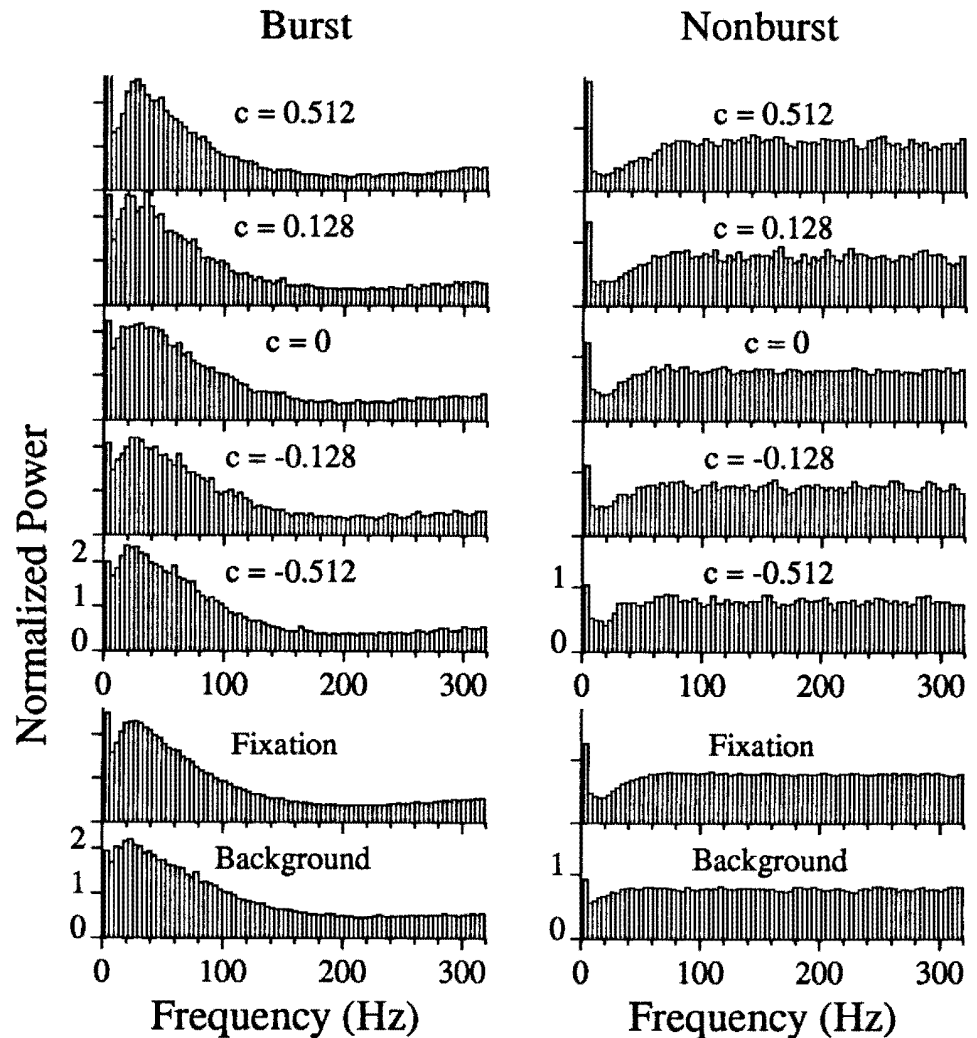 Burst
Nonburst
c = 0.512
c = 0.512
c = 0.128
c = 0.128
c = 0
c = 0
c = -0.128
c = -0.128
Normalized Power
2
1
0
c = -0.512
1
0
c = -0.512
0 100 200 300
0 100 200 300
Fixation
Fixation
2
1
0
Background
1
0
Background
0 100 200 300
0 100 200 300
Frequency (Hz)
Frequency (Hz)